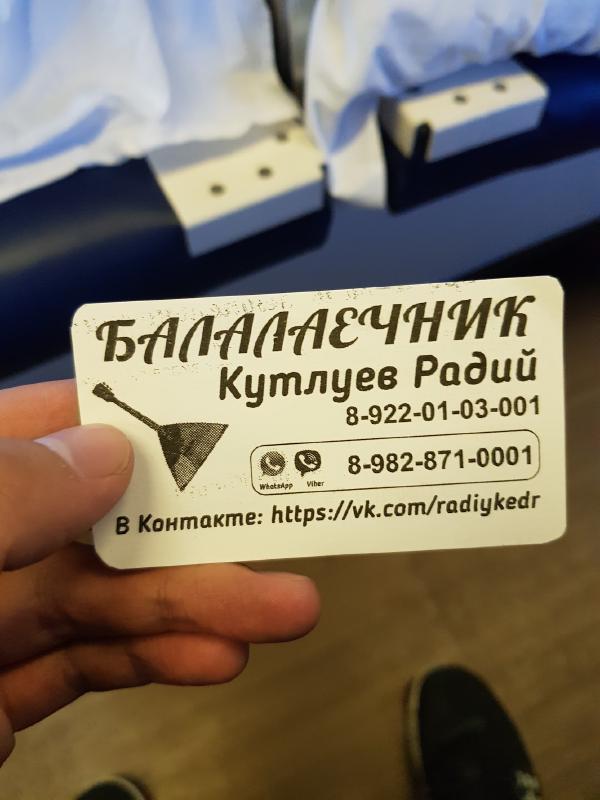 БАЛАЛАЕЧНИК
Кутлуев Радий
8-922-01-03-001
WhatsApp Viber 8-982-871-0001
В Контакте: https://vk.com/radiykedr